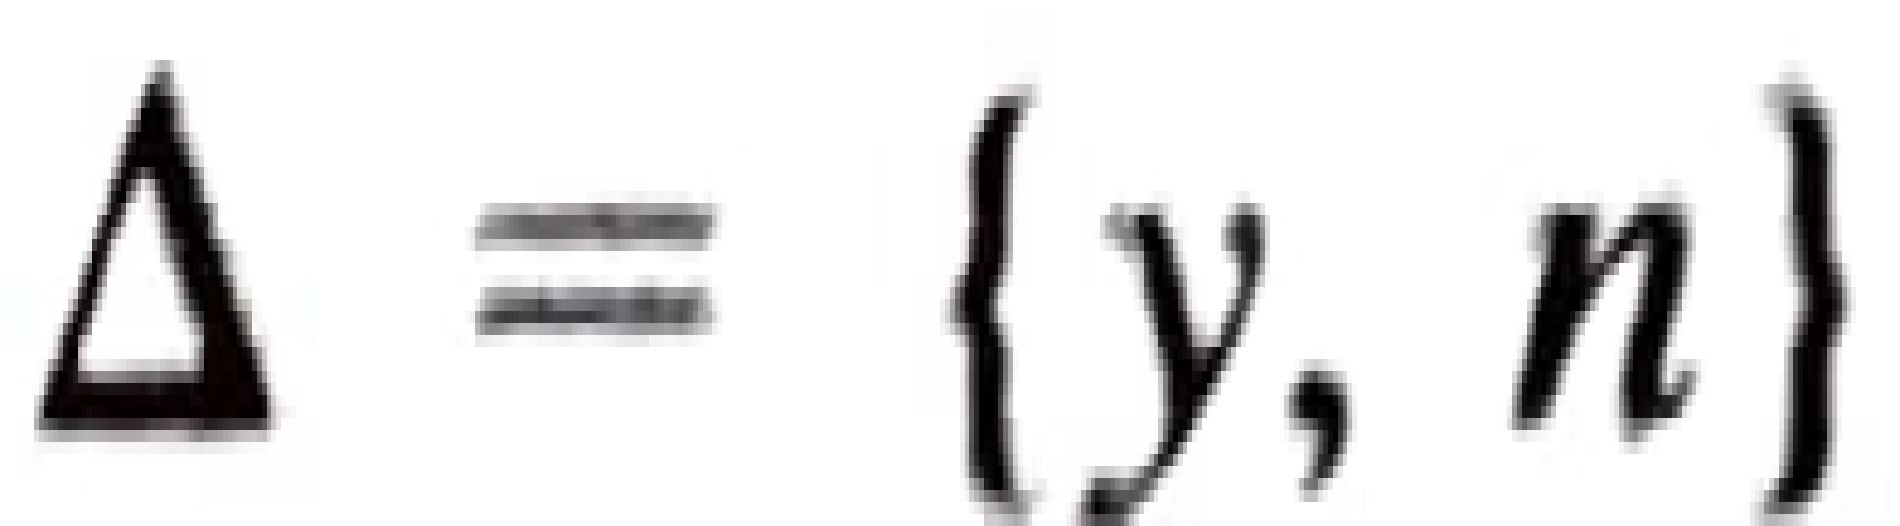 Δ = {y, n}